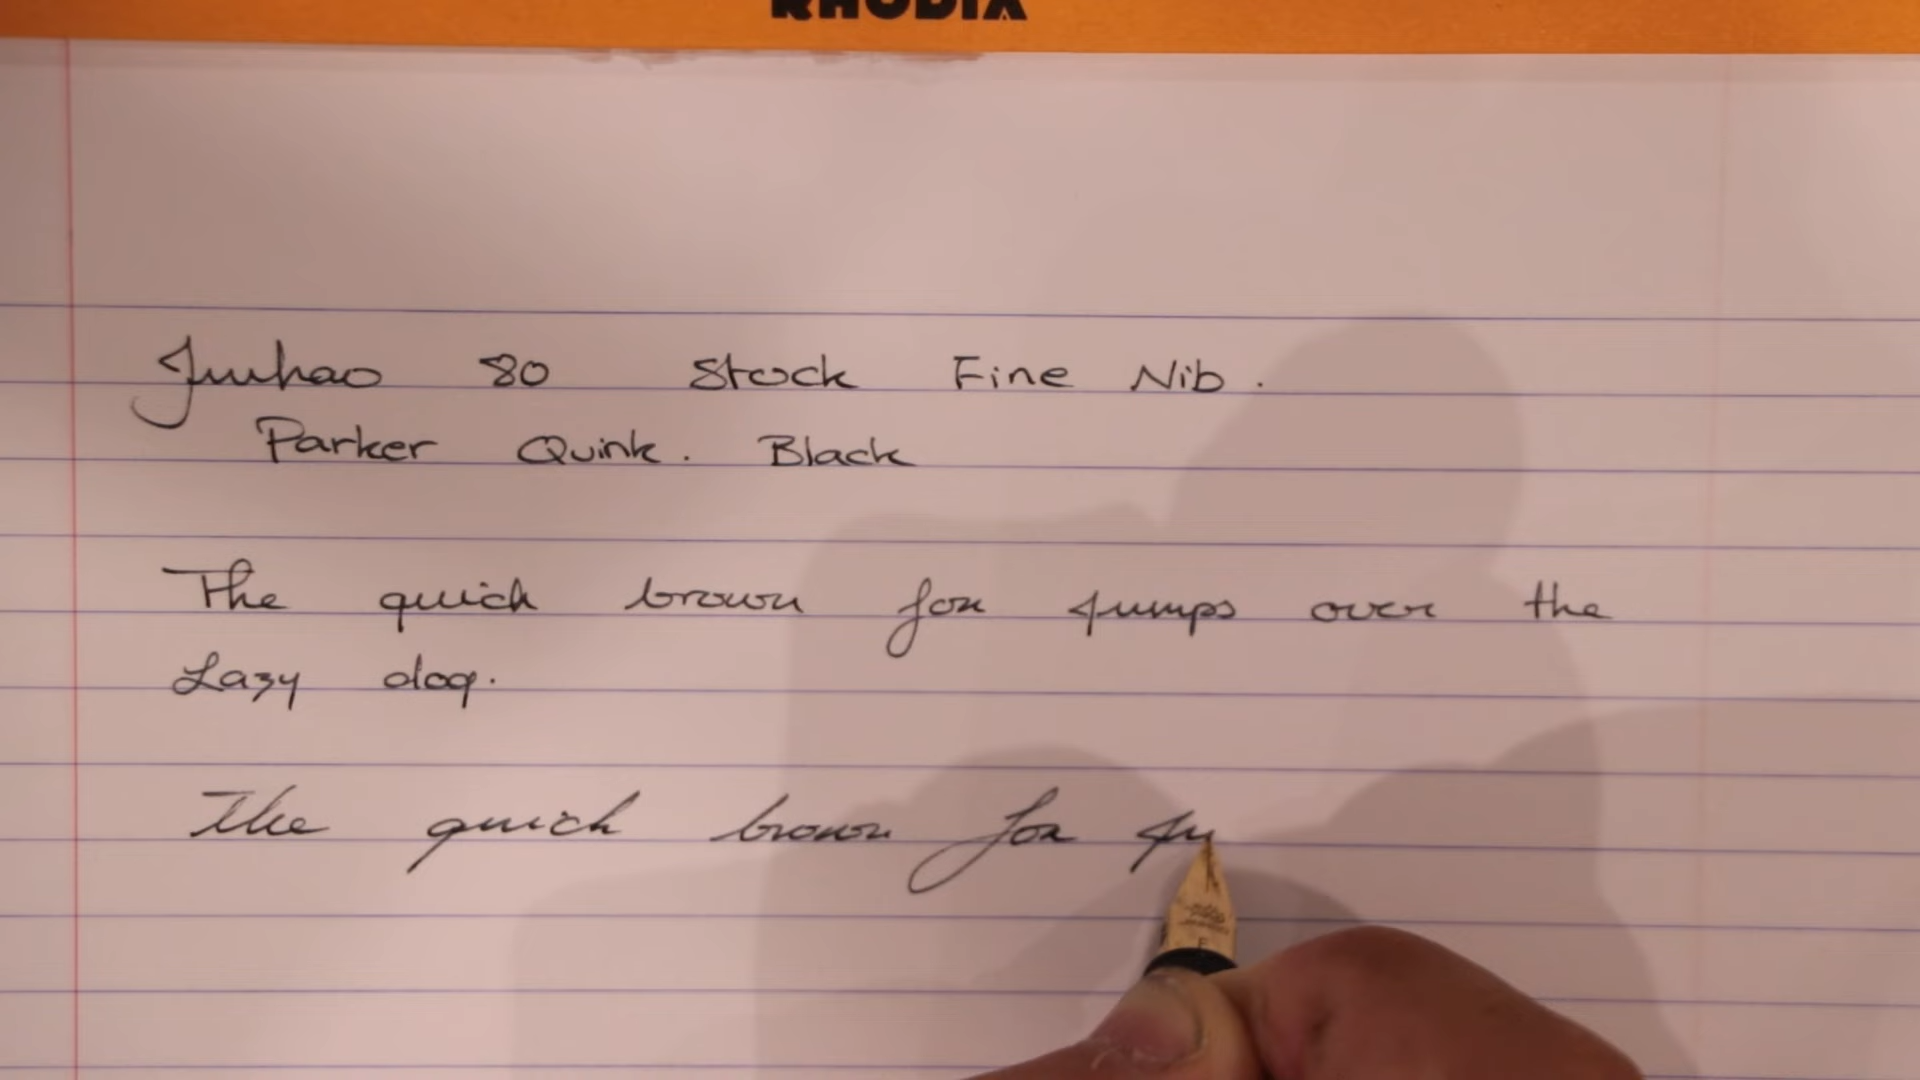 RHODIA
Jinhao 80 Stock Fine Nib.
Parker Quink. Black
The quick brown fox jumps over the
Lazy dog.
The quick brown fox ju
F